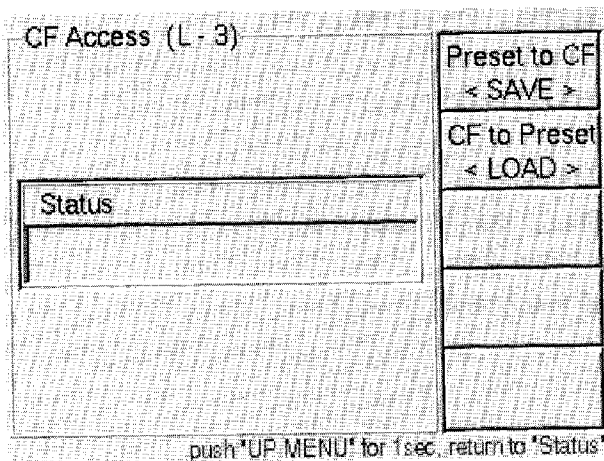 CF Access (L - 3)
Preset to CF
< SAVE >
CF to Preset
< LOAD >
Status
push "UP MENU" for 1sec, return to "Status"